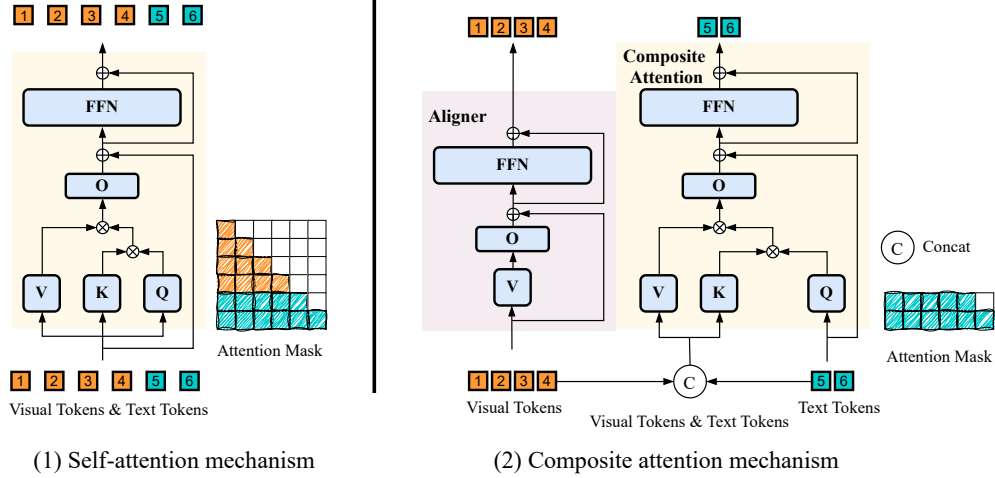 1 2 3 4 5 6
FFN
O
V K Q
Attention Mask
1 2 3 4 5 6
Visual Tokens & Text Tokens
(1) Self-attention mechanism
1 2 3 4
5 6
Composite
Attention
Aligner
FFN
FFN
O
O
V
V K Q
C Concat
Attention Mask
1 2 3 4
C
5 6
Visual Tokens
Text Tokens
Visual Tokens & Text Tokens
(2) Composite attention mechanism